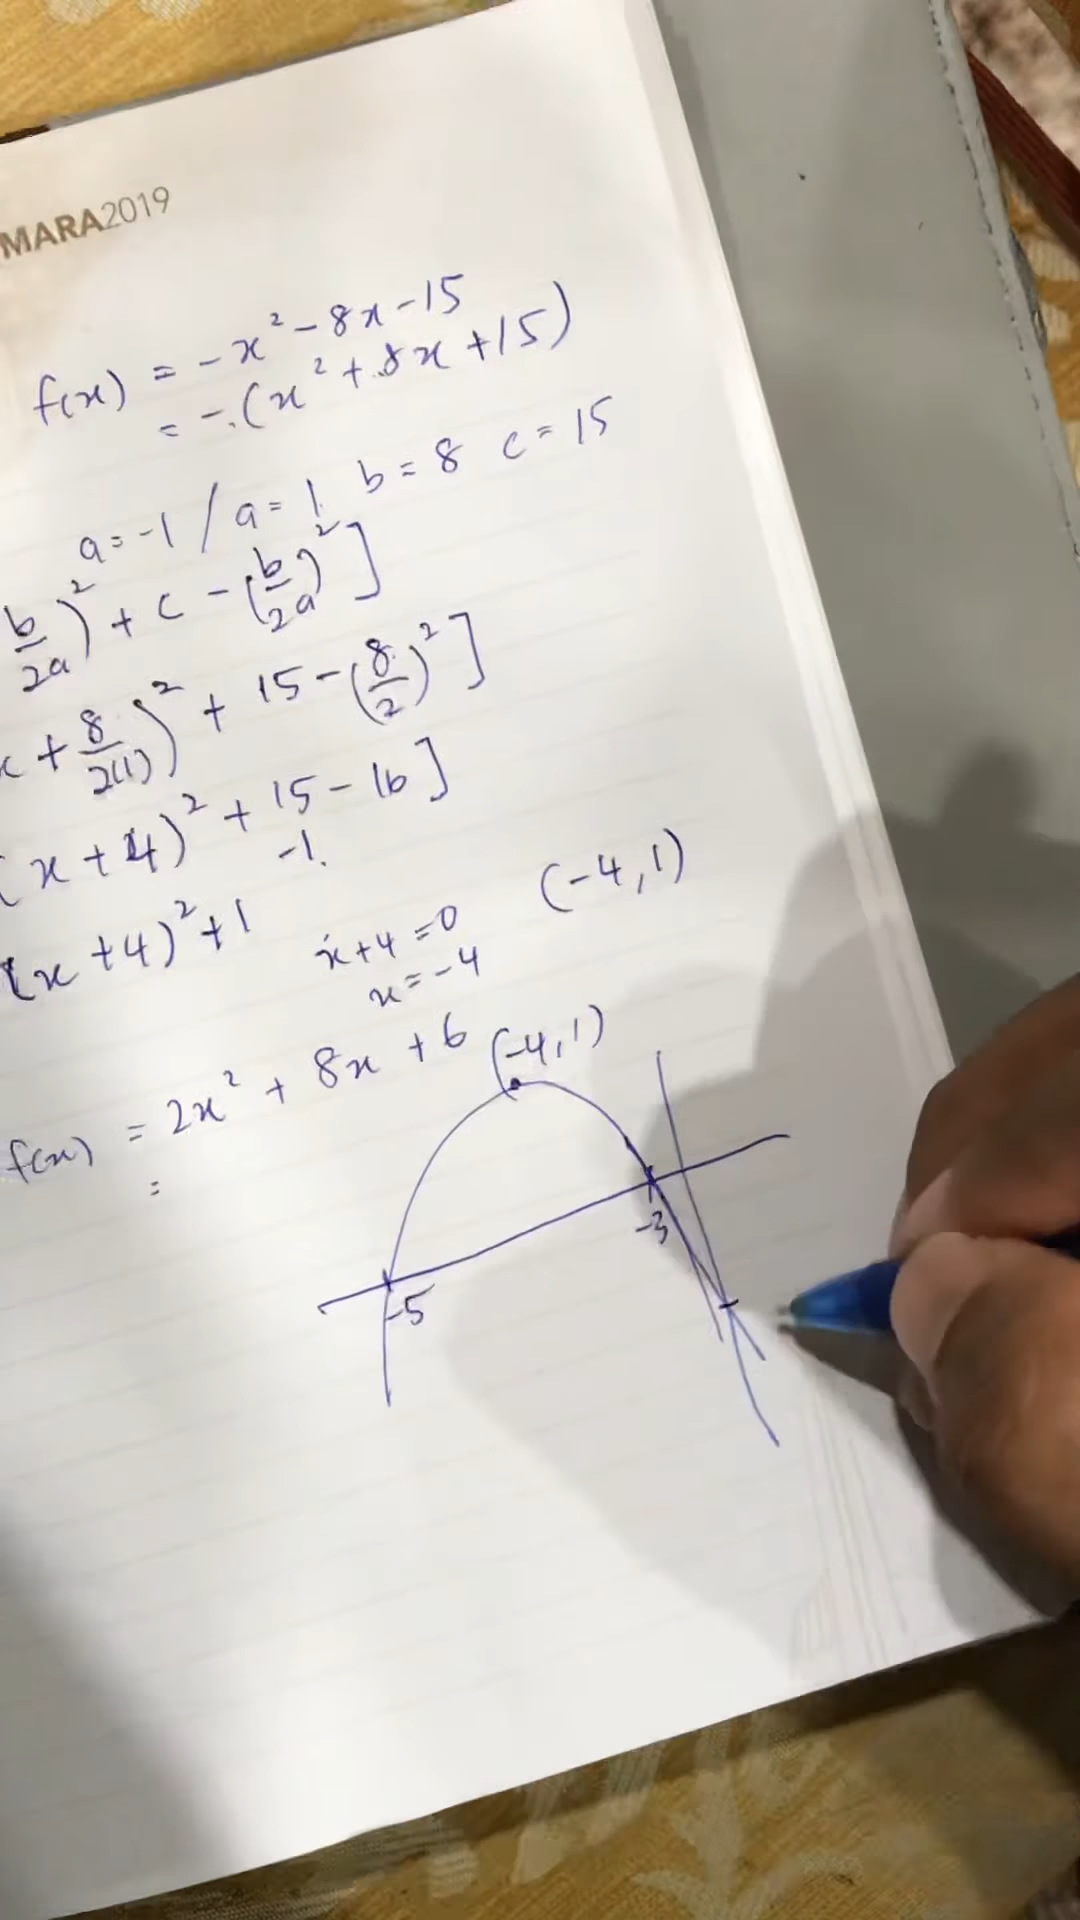 MARA2019
f(x) = -x² - 8x - 15
= -(x² + 8x + 15)
a = -1 / a = 1 b = 8 c = 15
b/2a)² + c - (b/2a)²]
x + 8/2(1))² + 15 - (8/2)²]
(x + 4)² + 15 - 16]
-1
(x + 4)² + 1
x + 4 = 0 (-4, 1)
x = -4
f(x) = 2x² + 8x + 6
=
(-4, 1)
-3
-5